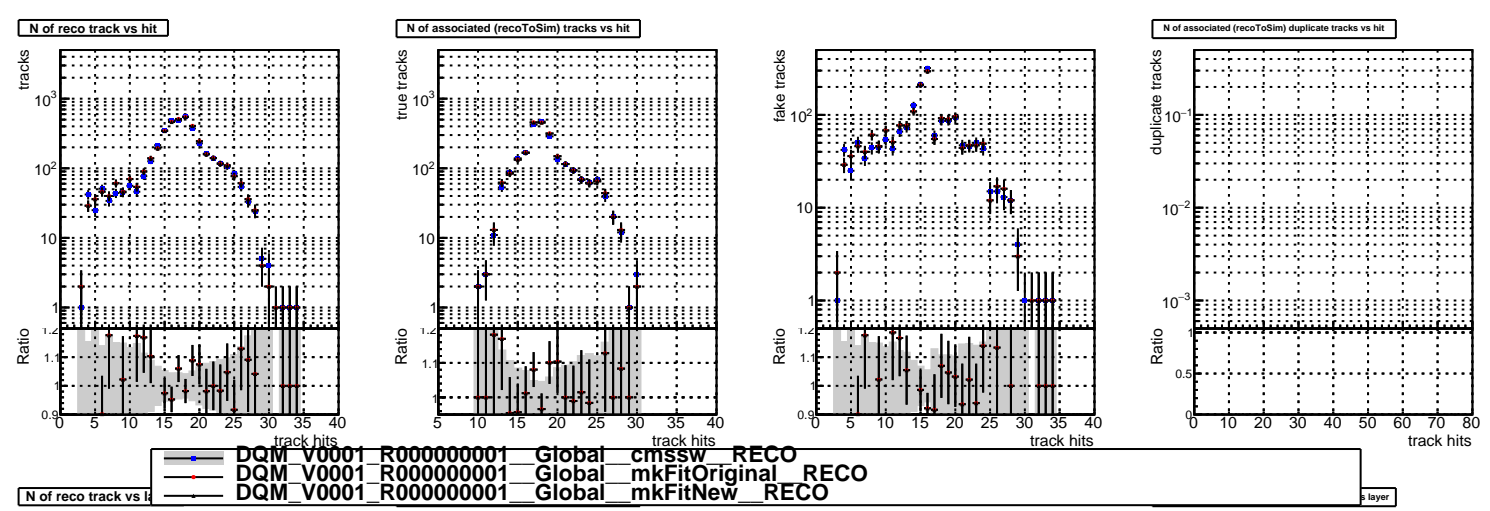 N of reco track vs hit
N of associated (recoToSim) tracks vs hit
N of associated (recoToSim) duplicate tracks vs hit
tracks
10³
10²
10
1
Ratio
1.2
1.1
1
0.9
0 5 10 15 20 25 30 35 40
track hits
true tracks
10³
10²
10
1
Ratio
1.1
1
5 10 15 20 25 30 35 40
track hits
fake tracks
10²
10
1
Ratio
1.2
1.1
1
0.9
0 5 10 15 20 25 30 35 40
track hits
duplicate tracks
10⁻¹
10⁻²
10⁻³
Ratio
1
0.5
0
0 10 20 30 40 50 60 70 80
track hits
DQM_V0001_R000000001__Global__cmssw__RECO
DQM_V0001_R000000001__Global__mkFitOriginal__RECO
DQM_V0001_R000000001__Global__mkFitNew__RECO
N of reco track vs la
s layer